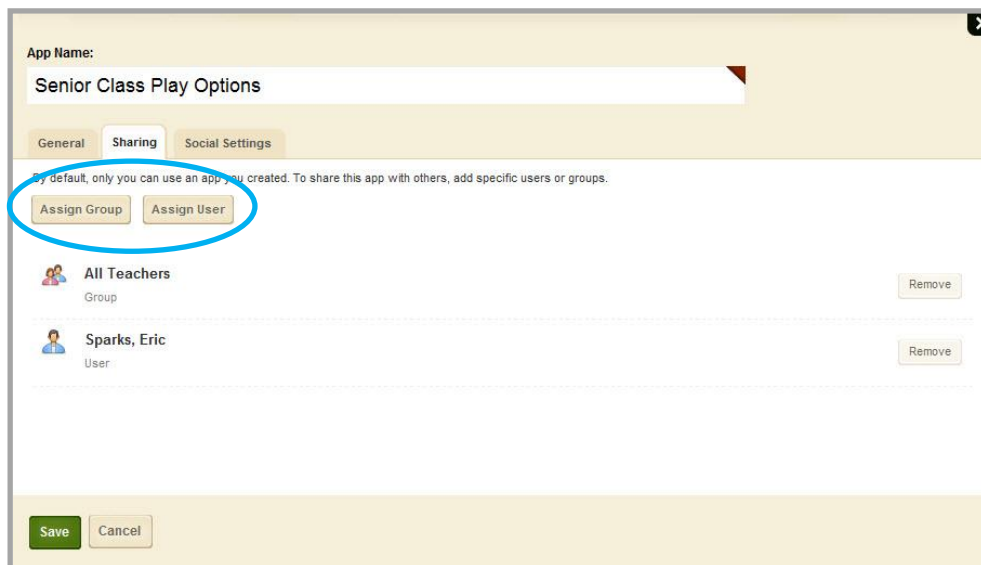 App Name:
Senior Class Play Options
General Sharing Social Settings
By default, only you can use an app you created. To share this app with others, add specific users or groups.
Assign Group Assign User
All Teachers
Group
Remove
Sparks, Eric
User
Remove
Save Cancel